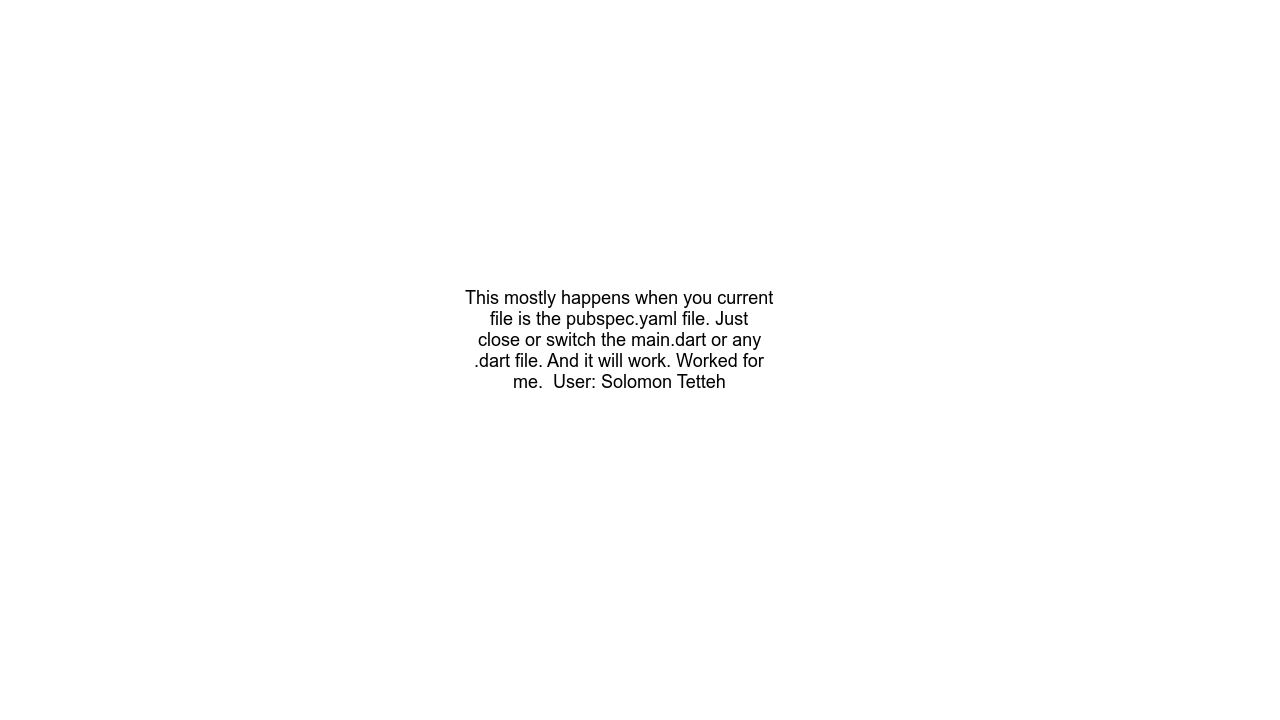 This mostly happens when you current
file is the pubspec.yaml file. Just
close or switch the main.dart or any
.dart file. And it will work. Worked for
me.  User: Solomon Tetteh